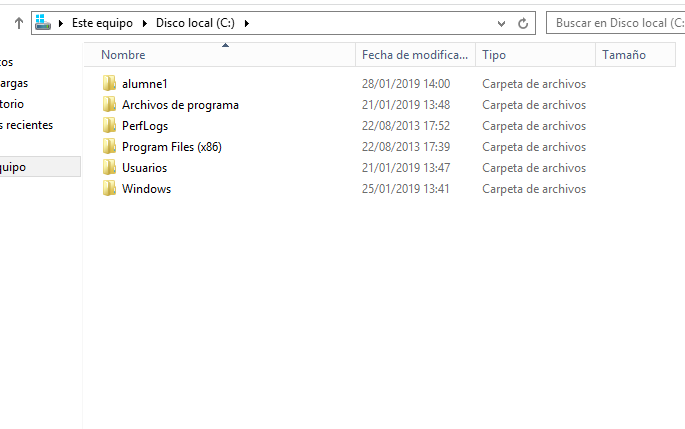 Este equipo Disco local (C:) Buscar en Disco local (C:
Nombre Fecha de modifica... Tipo Tamaño
os
argas
torio
s recientes
quipo
alumne1 28/01/2019 14:00 Carpeta de archivos
Archivos de programa 21/01/2019 13:48 Carpeta de archivos
PerfLogs 22/08/2013 17:52 Carpeta de archivos
Program Files (x86) 22/08/2013 17:39 Carpeta de archivos
Usuarios 21/01/2019 13:47 Carpeta de archivos
Windows 25/01/2019 13:41 Carpeta de archivos